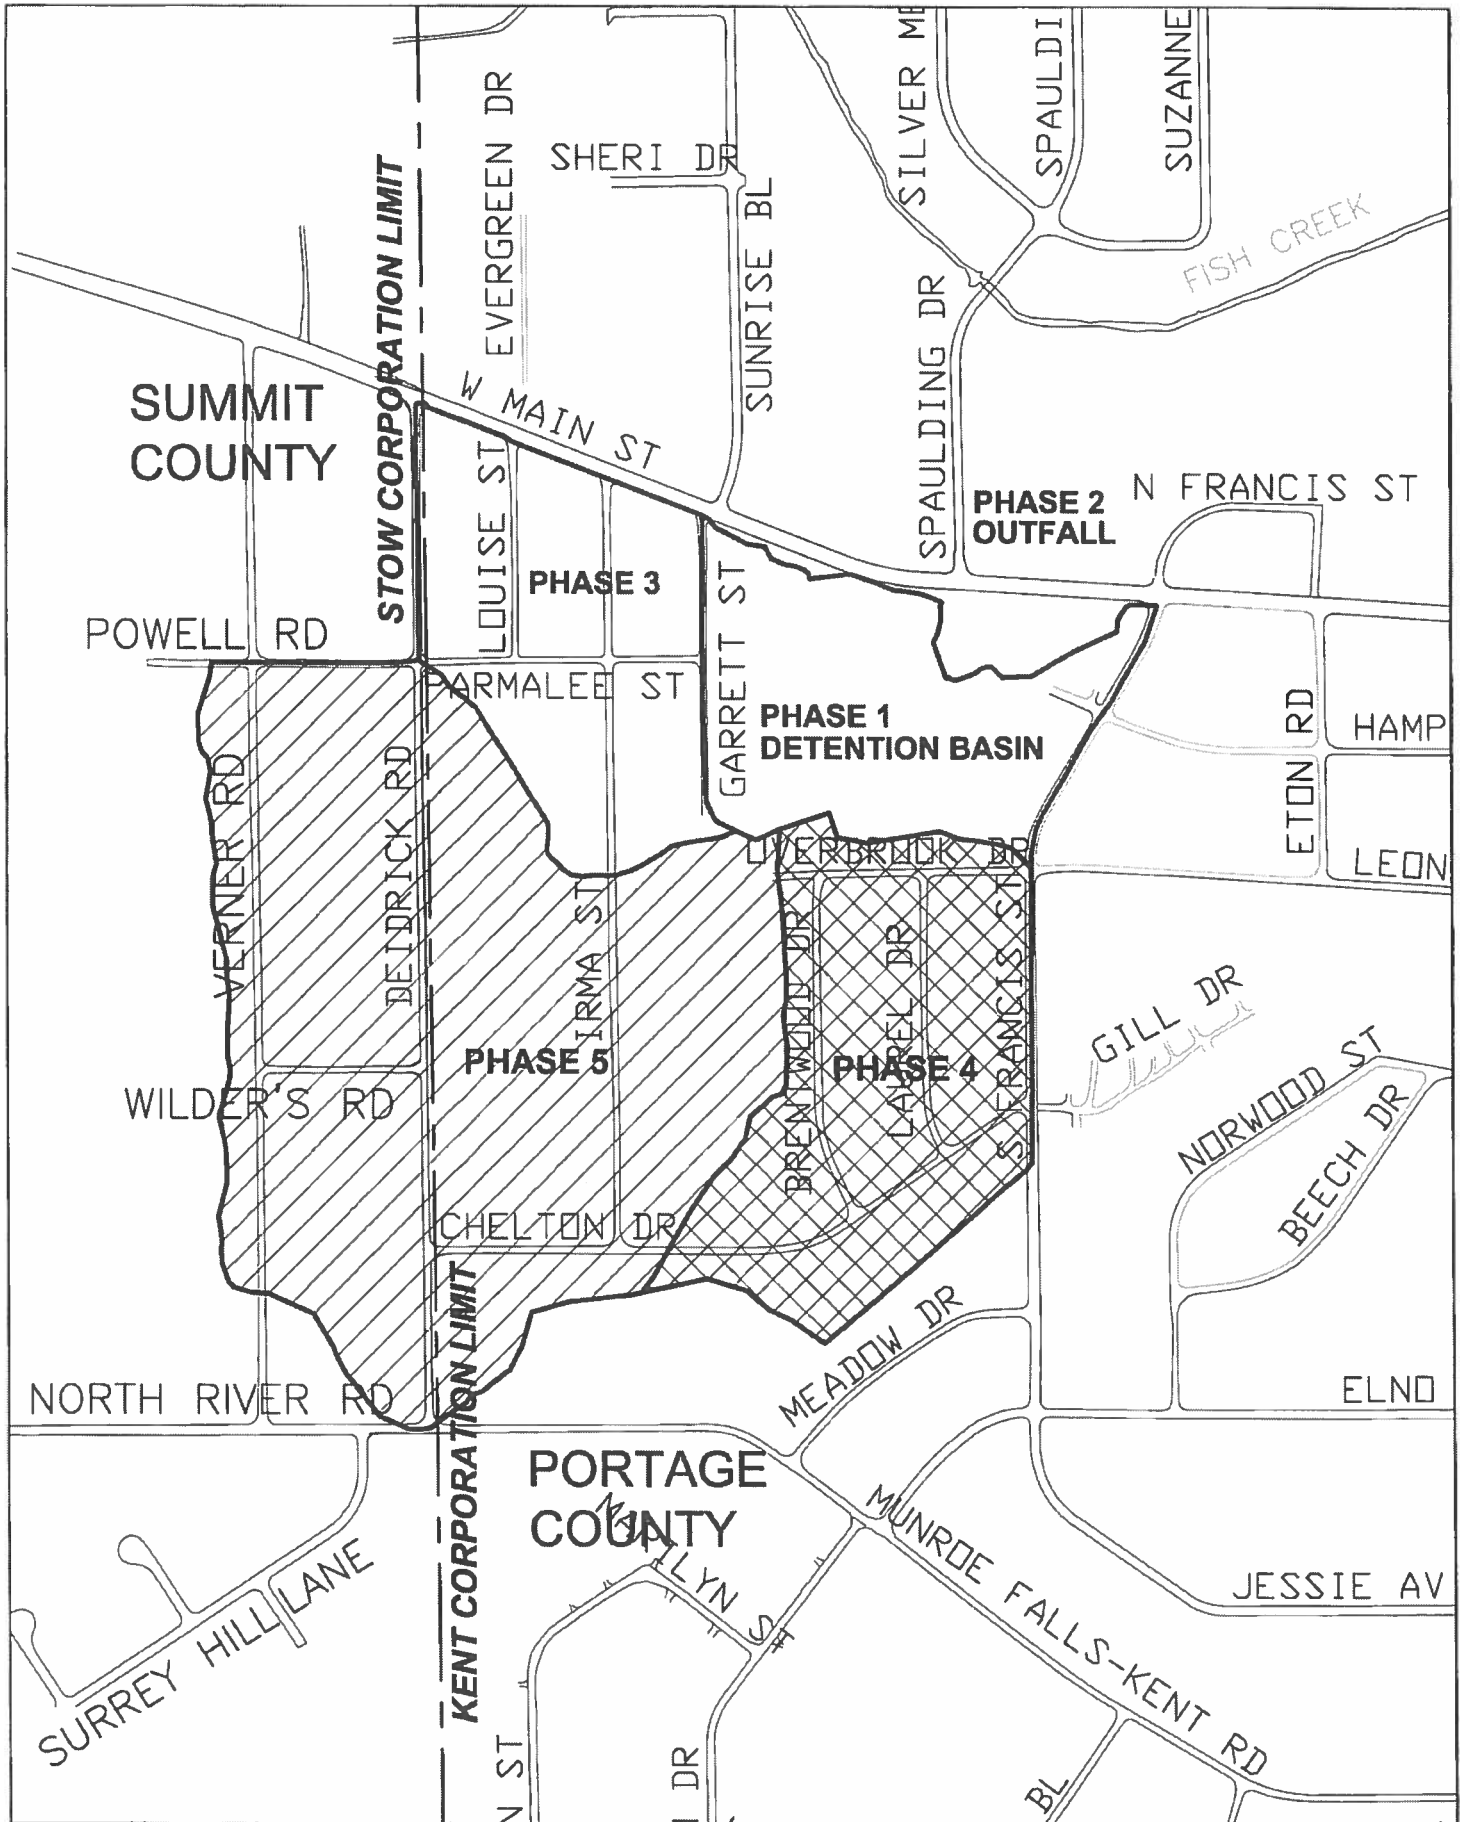 SILVER ME
SPAULDI
SUZANNE
EVERGREEN DR
SHERI DR
SUNRISE BL
STOW CORPORATION LIMIT
FISH CREEK
SPAULDING DR
SUMMIT
COUNTY
W MAIN ST
LOUISE ST
PHASE 2
OUTFALL
N FRANCIS ST
PHASE 3
POWELL RD
PARMALEE ST
GARRETT ST
PHASE 1
DETENTION BASIN
ETON RD
HAMP
VERNER RD
DEIDRICK RD
OVERBROOK DR
LEON
IRMA ST
BRENTWOOD DR
LAUREL DR
S FRANCIS ST
GILL DR
PHASE 5
PHASE 4
NORWOOD ST
BEECH DR
WILDER'S RD
CHELTON DR
KENT CORPORATION LIMIT
MEADOW DR
NORTH RIVER RD
ELNO
PORTAGE
COUNTY
MARILYN ST
MUNROE FALLS-KENT RD
SURREY HILL LANE
JESSIE AV
N ST
DR
BL